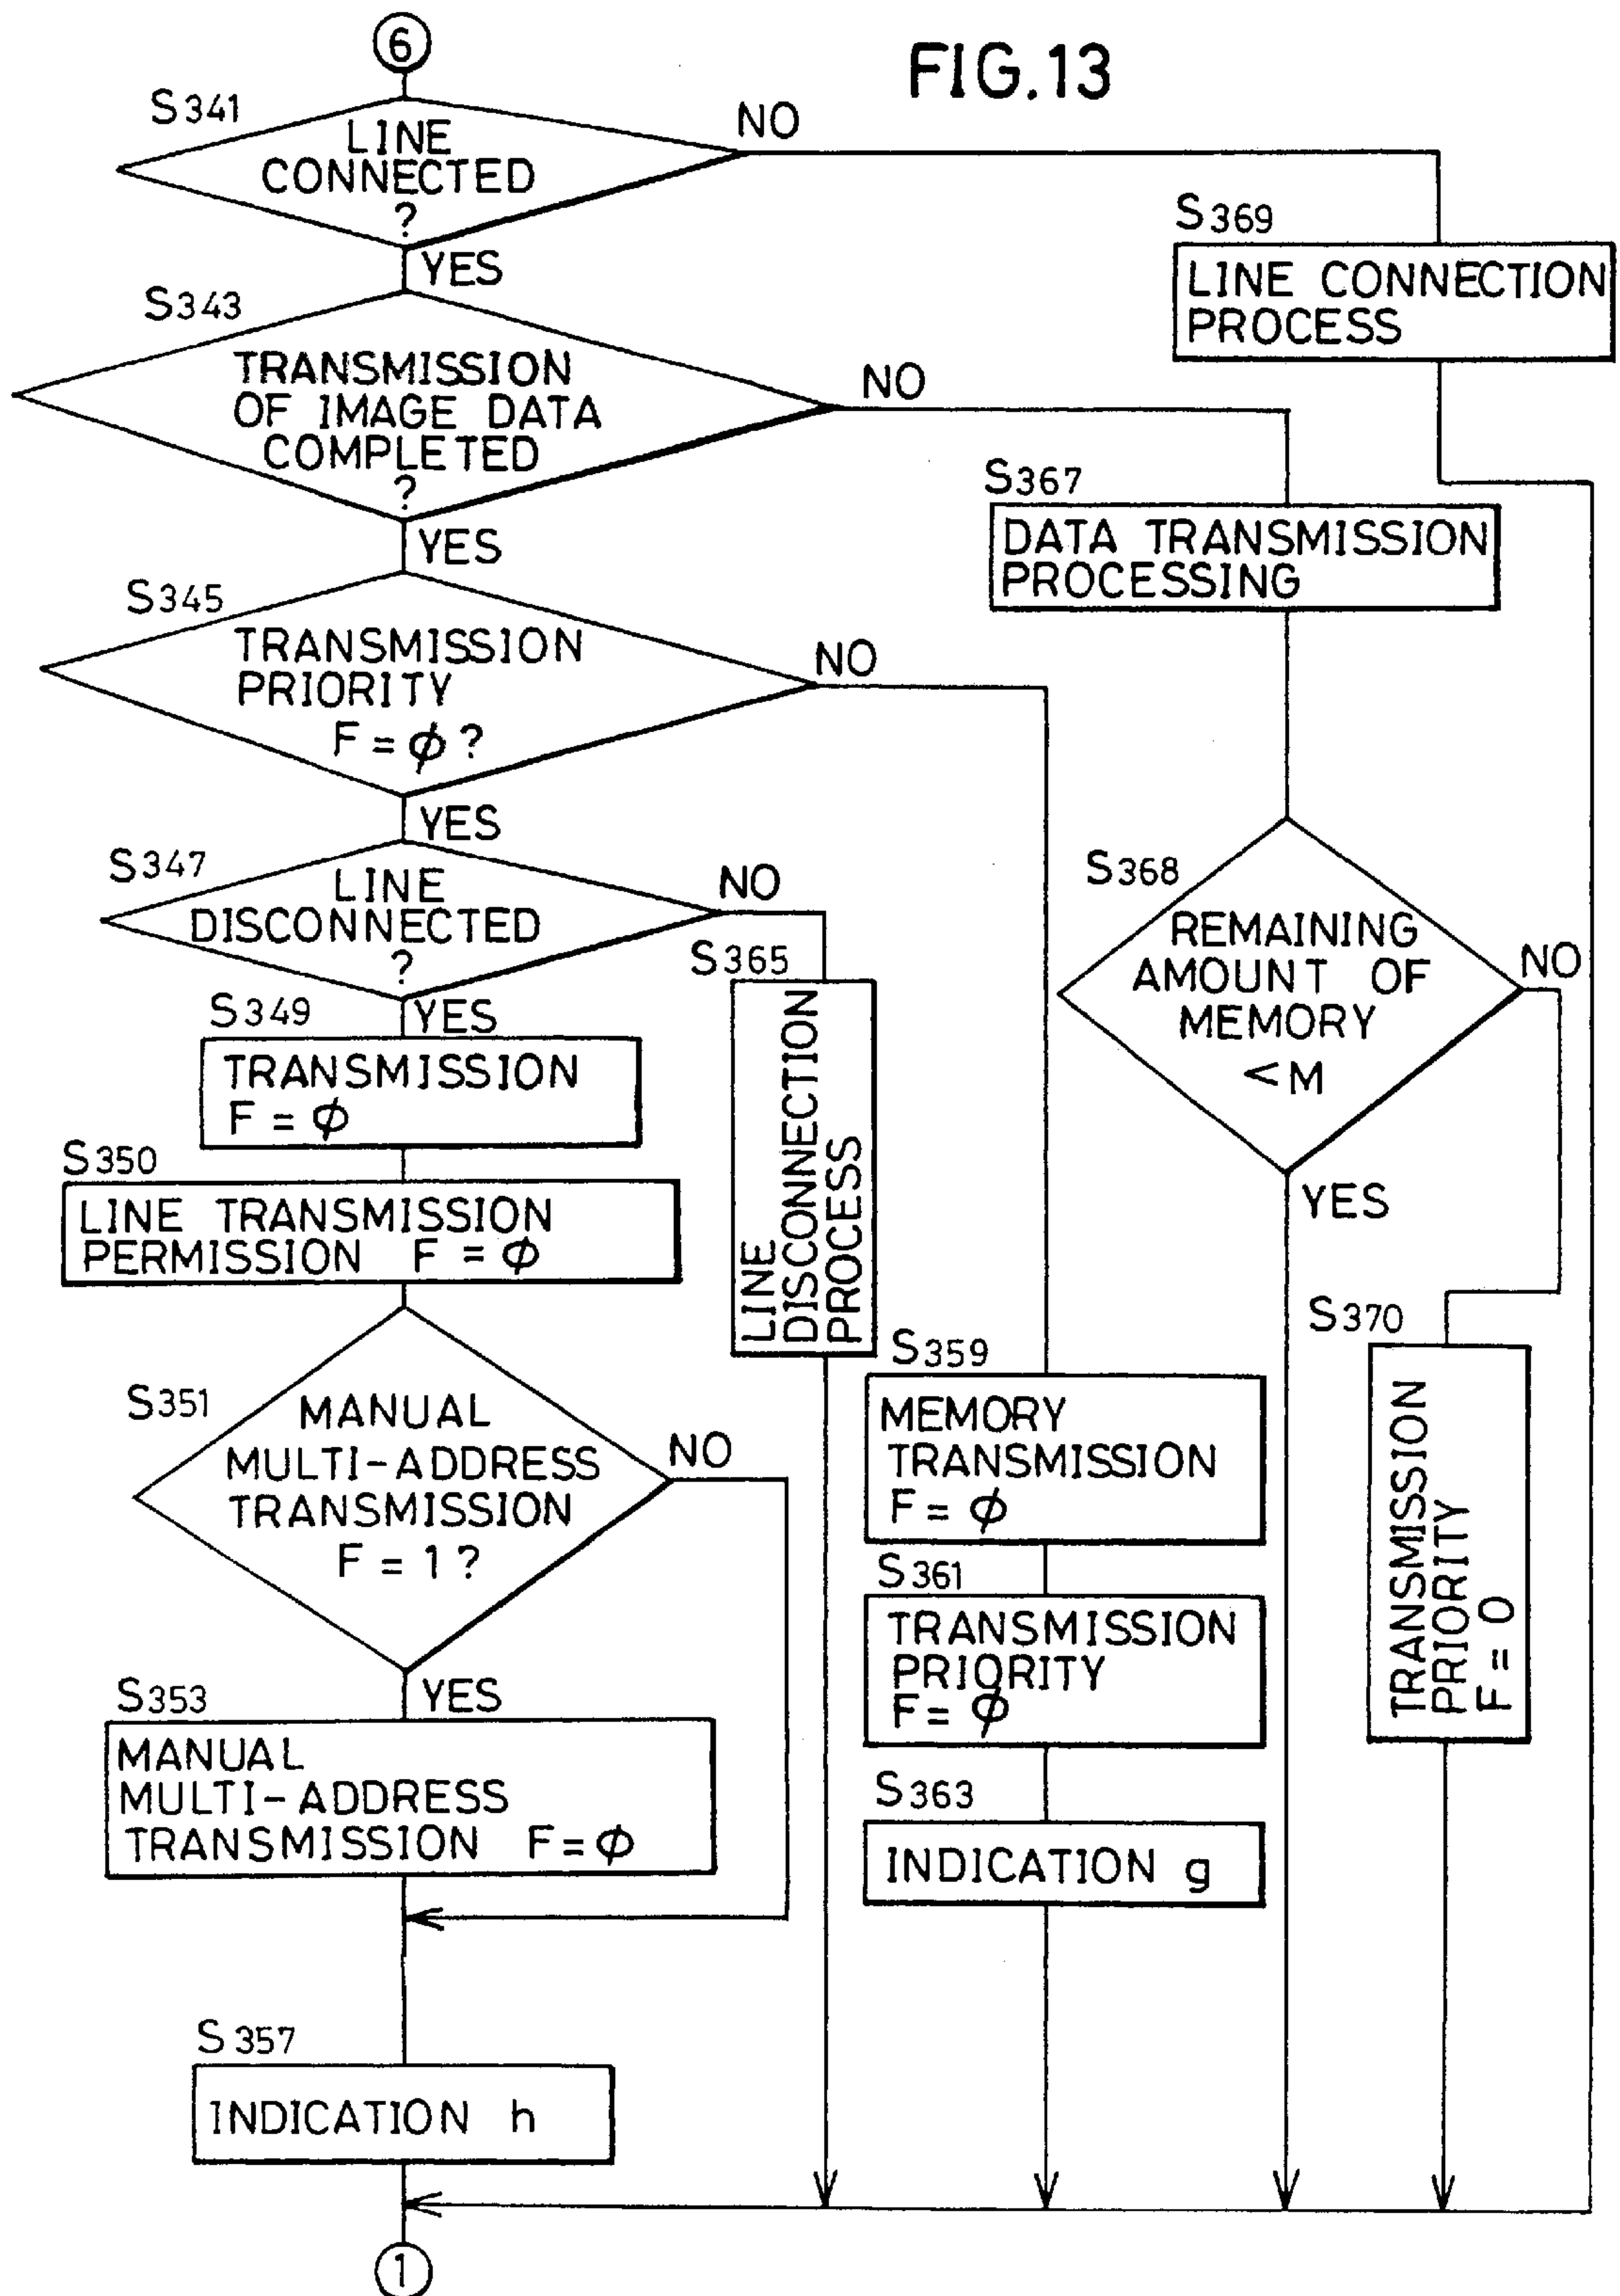 FIG.13
6
S341
LINE
CONNECTED
?
NO
YES
S369
LINE CONNECTION
PROCESS
S343
TRANSMISSION
OF IMAGE DATA
COMPLETED
?
NO
YES
S367
DATA TRANSMISSION
PROCESSING
S345
TRANSMISSION
PRIORITY
F = ϕ ?
NO
YES
S347
LINE
DISCONNECTED
?
NO
YES
S365
LINE
DISCONNECTION
PROCESS
S368
REMAINING
AMOUNT OF
MEMORY
< M
NO
YES
S349
TRANSMISSION
F = ϕ
S350
LINE TRANSMISSION
PERMISSION F = ϕ
S351
MANUAL
MULTI-ADDRESS
TRANSMISSION
F = 1 ?
NO
YES
S359
MEMORY
TRANSMISSION
F = ϕ
S370
TRANSMISSION
PRIORITY
F = 0
S361
TRANSMISSION
PRIORITY
F = ϕ
S353
MANUAL
MULTI-ADDRESS
TRANSMISSION F = ϕ
S363
INDICATION g
S357
INDICATION h
1